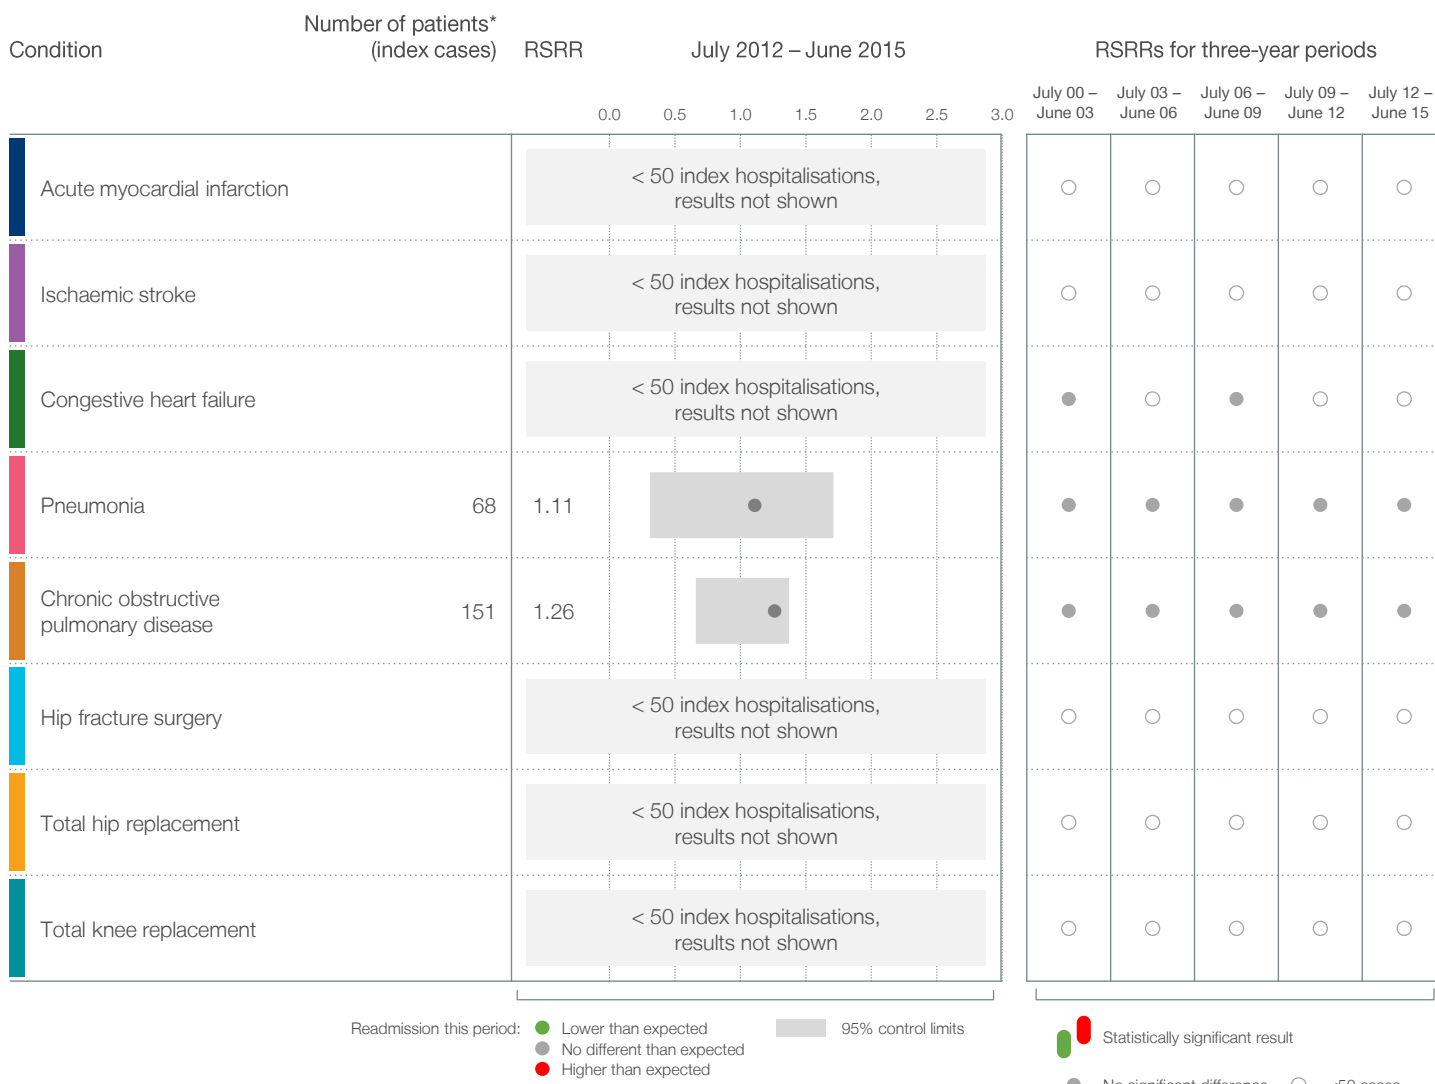 Number of patients*
Condition (index cases) RSRR July 2012 – June 2015 RSRRs for three-year periods
July 00 – July 03 – July 06 – July 09 – July 12 –
June 03 June 06 June 09 June 12 June 15
0.0 0.5 1.0 1.5 2.0 2.5 3.0
Acute myocardial infarction
< 50 index hospitalisations,
results not shown
Ischaemic stroke
< 50 index hospitalisations,
results not shown
Congestive heart failure
< 50 index hospitalisations,
results not shown
Pneumonia 68 1.11
Chronic obstructive
pulmonary disease 151 1.26
Hip fracture surgery
< 50 index hospitalisations,
results not shown
Total hip replacement
< 50 index hospitalisations,
results not shown
Total knee replacement
< 50 index hospitalisations,
results not shown
Readmission this period: Lower than expected 95% control limits
No different than expected
Higher than expected
Statistically significant result
No significant difference <50 cases